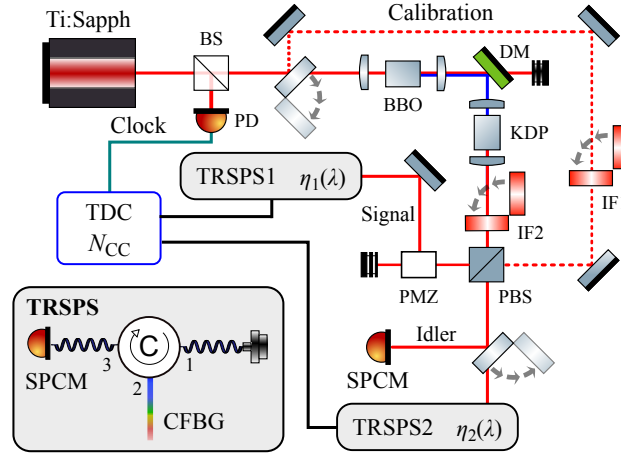 Ti:Sapph
BS
Calibration
DM
BBO
PD
Clock
KDP
TRSPS1 η₁(λ)
IF
TDC
N_CC
Signal
IF2
PMZ
PBS
TRSPS
C
1
2
3
SPCM
CFBG
Idler
SPCM
TRSPS2 η₂(λ)